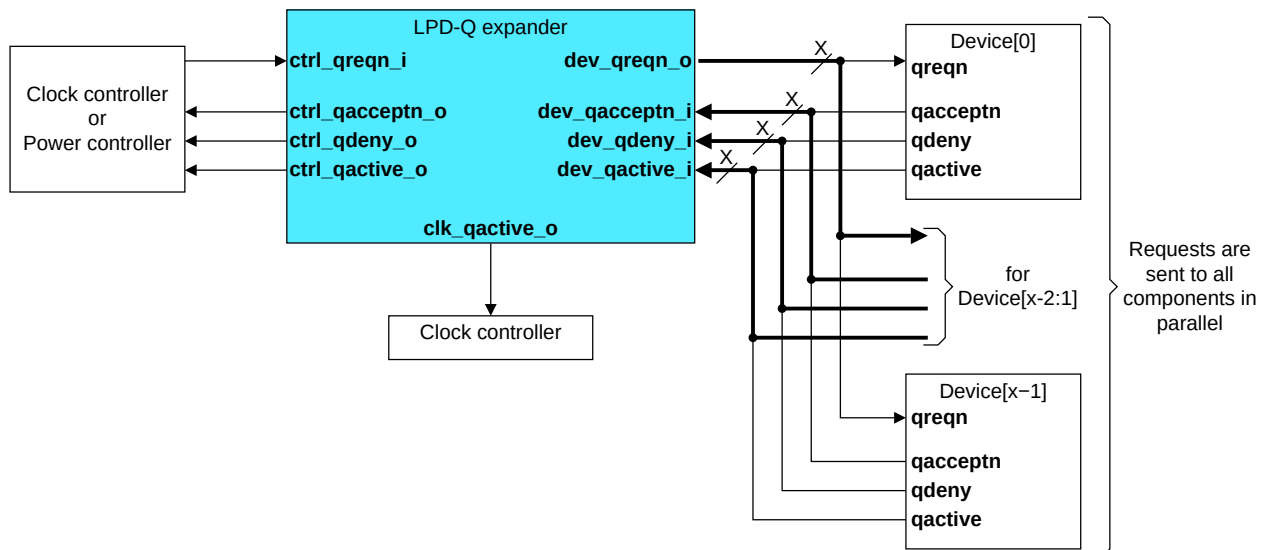 LPD-Q expander
ctrl_qreqn_i
dev_qreqn_o
ctrl_qacceptn_o
dev_qacceptn_i
ctrl_qdeny_o
dev_qdeny_i
ctrl_qactive_o
dev_qactive_i
clk_qactive_o
Clock controller
or
Power controller
Clock controller
X
X
X
X
Device[0]
qreqn
qacceptn
qdeny
qactive
for
Device[x-2:1]
Device[x−1]
qreqn
qacceptn
qdeny
qactive
Requests are
sent to all
components in
parallel